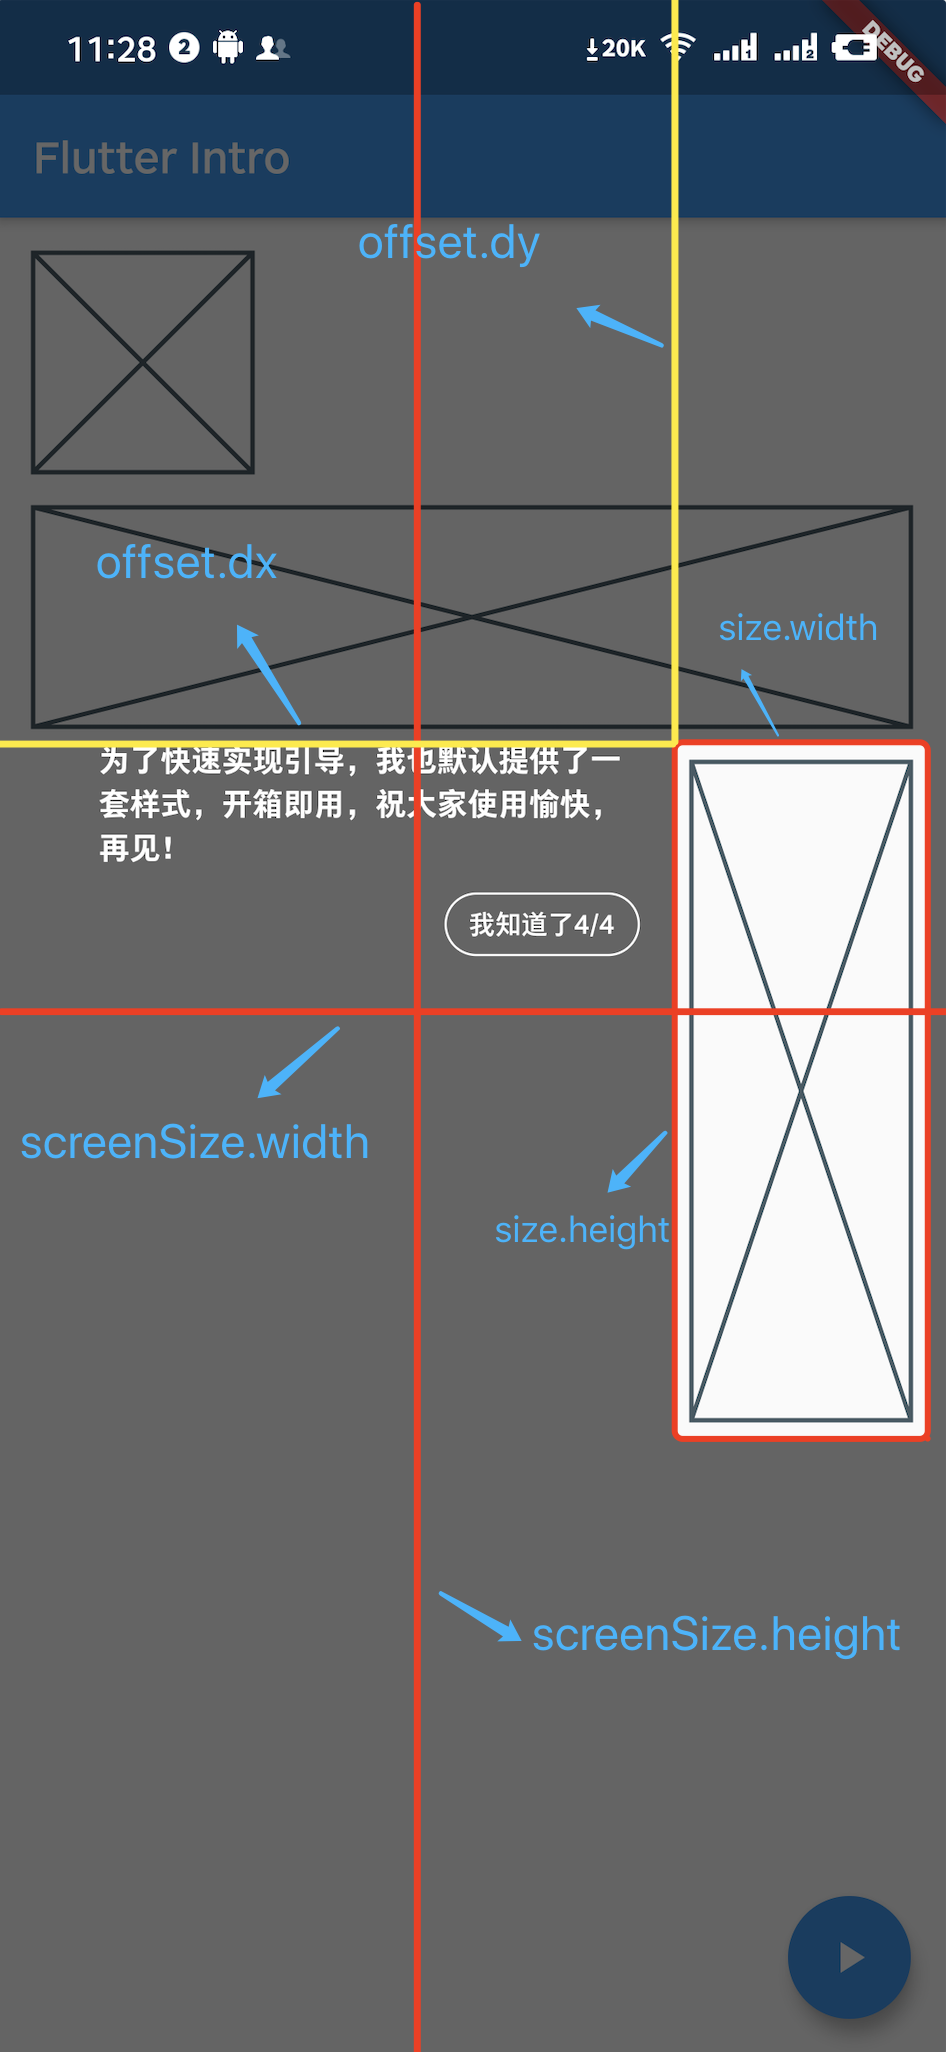 11:28 2 20K 1 2
DEBUG
Flutter Intro
offset.dy
offset.dx
size.width
为了快速实现引导，我也默认提供了一
套样式，开箱即用，祝大家使用愉快，
再见！
我知道了4/4
screenSize.width
size.height
screenSize.height